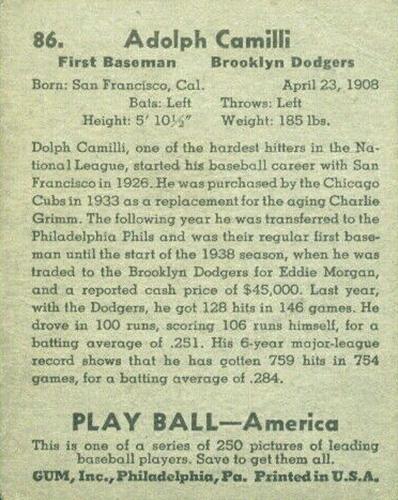 86. Adolph Camilli
First Baseman Brooklyn Dodgers
Born: San Francisco, Cal. April 23, 1908
Bats: Left Throws: Left
Height: 5' 10½" Weight: 185 lbs.
Dolph Camilli, one of the hardest hitters in the Na-
tional League, started his baseball career with San
Francisco in 1926. He was purchased by the Chicago
Cubs in 1933 as a replacement for the aging Charlie
Grimm. The following year he was transferred to the
Philadelphia Phils and was their regular first base-
man until the start of the 1938 season, when he was
traded to the Brooklyn Dodgers for Eddie Morgan,
and a reported cash price of $45,000. Last year,
with the Dodgers, he got 128 hits in 146 games. He
drove in 100 runs, scoring 106 runs himself, for a
batting average of .251. His 6-year major-league
record shows that he has gotten 759 hits in 754
games, for a batting average of .284.
PLAY BALL—America
This is one of a series of 250 pictures of leading
baseball players. Save to get them all.
GUM, Inc., Philadelphia, Pa. Printed in U.S.A.